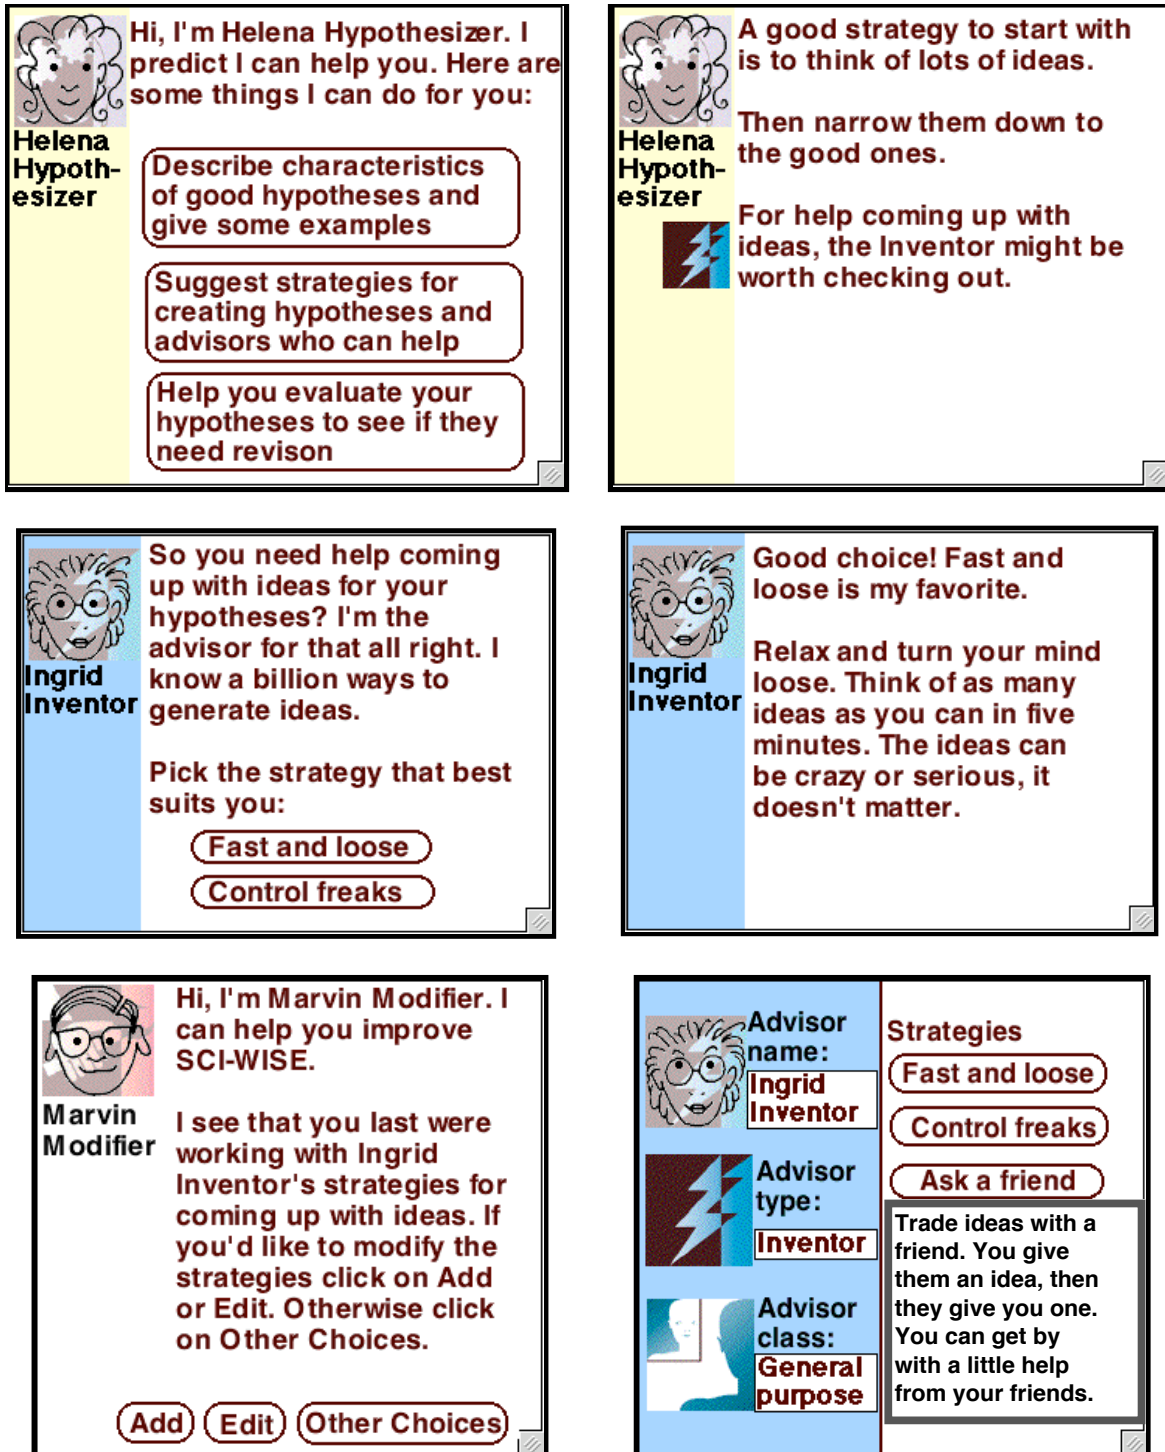 Hi, I'm Helena Hypothesizer. I
predict I can help you. Here are
some things I can do for you:
Helena
Hypoth-
esizer
Describe characteristics
of good hypotheses and
give some examples
Suggest strategies for
creating hypotheses and
advisors who can help
Help you evaluate your
hypotheses to see if they
need revison
A good strategy to start with
is to think of lots of ideas.
Then narrow them down to
the good ones.
For help coming up with
ideas, the Inventor might be
worth checking out.
Helena
Hypoth-
esizer
So you need help coming
up with ideas for your
hypotheses? I'm the
advisor for that all right. I
know a billion ways to
generate ideas.
Pick the strategy that best
suits you:
Fast and loose
Control freaks
Ingrid
Inventor
Good choice! Fast and
loose is my favorite.
Relax and turn your mind
loose. Think of as many
ideas as you can in five
minutes. The ideas can
be crazy or serious, it
doesn't matter.
Ingrid
Inventor
Hi, I'm Marvin Modifier. I
can help you improve
SCI-WISE.
I see that you last were
working with Ingrid
Inventor's strategies for
coming up with ideas. If
you'd like to modify the
strategies click on Add
or Edit. Otherwise click
on Other Choices.
Marvin
Modifier
Add Edit Other Choices
Advisor
name:
Ingrid
Inventor
Advisor
type:
Inventor
Advisor
class:
General
purpose
Strategies
Fast and loose
Control freaks
Ask a friend
Trade ideas with a
friend. You give
them an idea, then
they give you one.
You can get by
with a little help
from your friends.